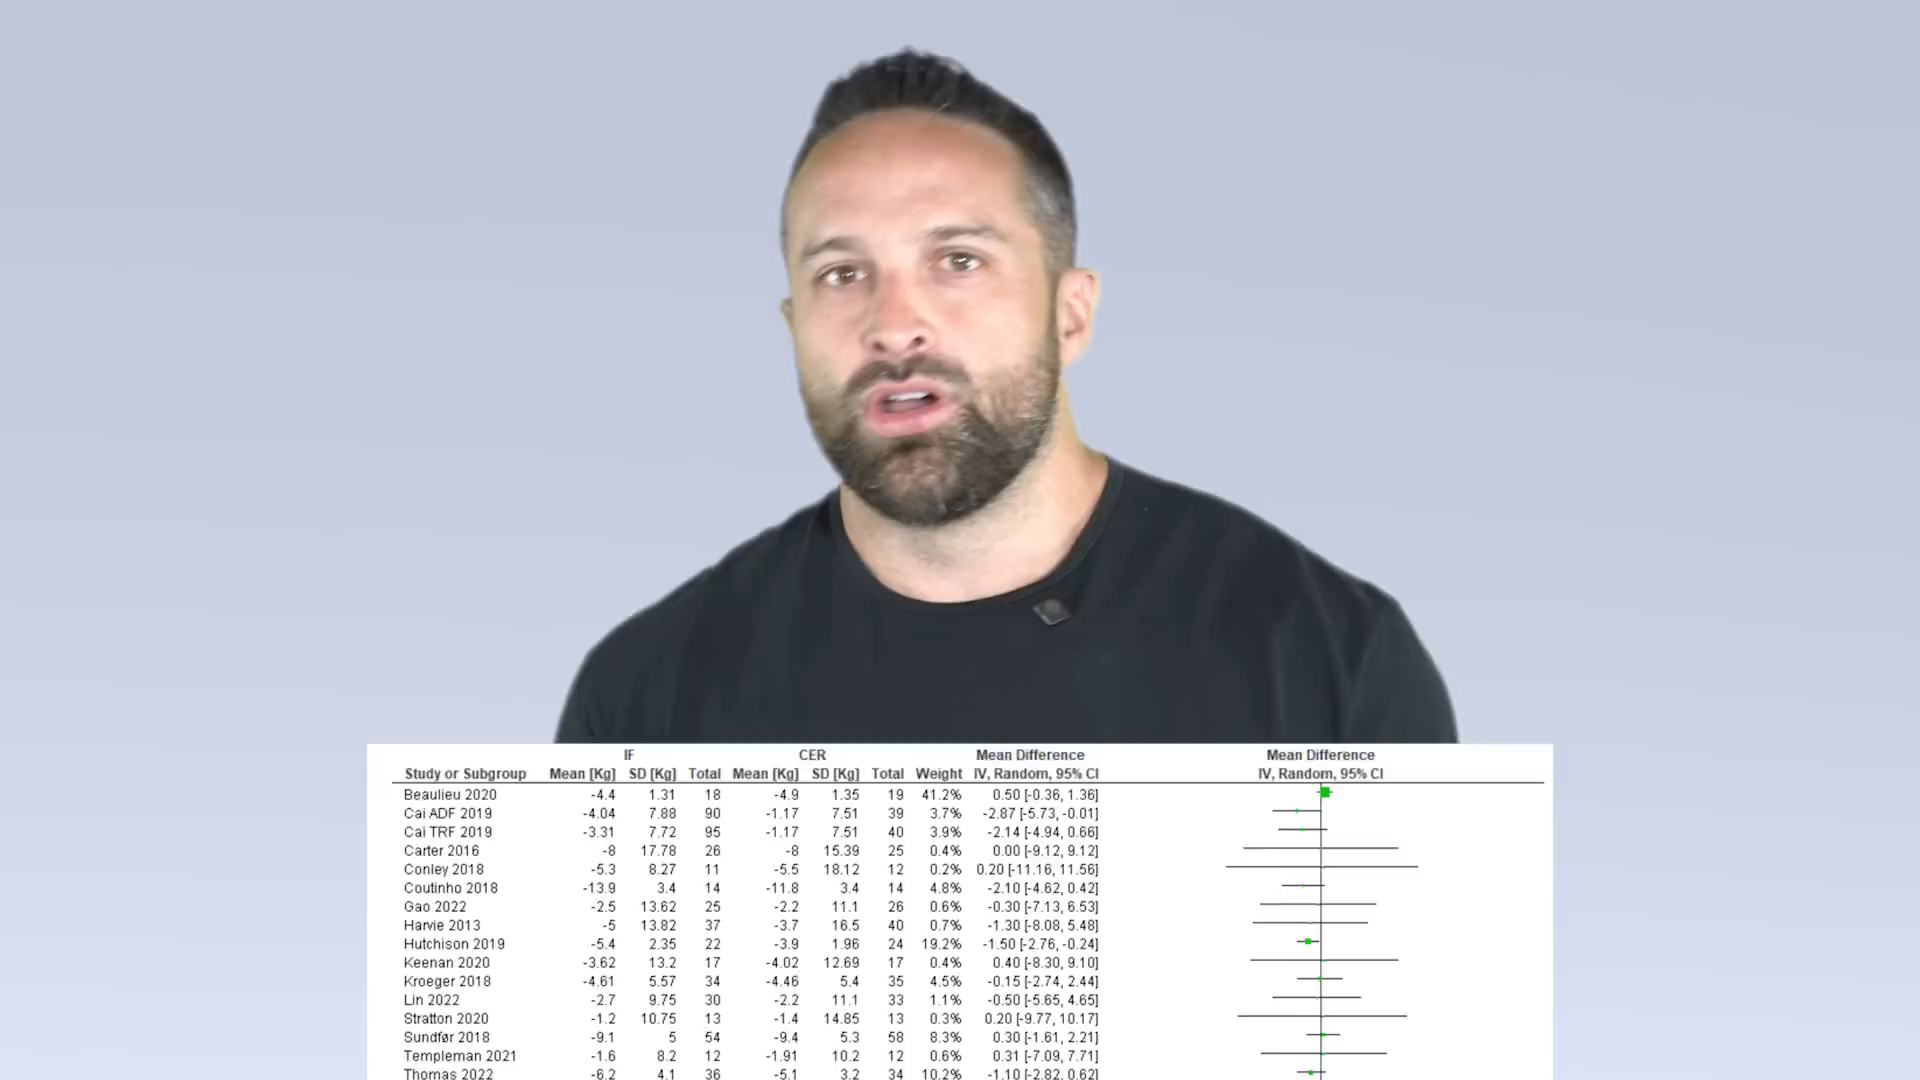 IF CER Mean Difference Mean Difference
Study or Subgroup Mean [Kg] SD [Kg] Total Mean [Kg] SD [Kg] Total Weight IV, Random, 95% CI IV, Random, 95% CI
Beaulieu 2020 -4.4 1.31 18 -4.9 1.35 19 41.2% 0.50 [-0.36, 1.36]
Cai ADF 2019 -4.04 7.88 90 -1.17 7.51 39 3.7% -2.87 [-5.73, -0.01]
Cai TRF 2019 -3.31 7.72 95 -1.17 7.51 40 3.9% -2.14 [-4.94, 0.66]
Carter 2016 -8 17.78 26 -8 15.39 25 0.4% 0.00 [-9.12, 9.12]
Conley 2018 -5.3 8.27 11 -5.5 18.12 12 0.2% 0.20 [-11.16, 11.56]
Coutinho 2018 -13.9 3.4 14 -11.8 3.4 14 4.8% -2.10 [-4.62, 0.42]
Gao 2022 -2.5 13.62 25 -2.2 11.1 26 0.6% -0.30 [-7.13, 6.53]
Harvie 2013 -5 13.82 37 -3.7 16.5 40 0.7% -1.30 [-8.08, 5.48]
Hutchison 2019 -5.4 2.35 22 -3.9 1.96 24 19.2% -1.50 [-2.76, -0.24]
Keenan 2020 -3.62 13.2 17 -4.02 12.69 17 0.4% 0.40 [-8.30, 9.10]
Kroeger 2018 -4.61 5.57 34 -4.46 5.4 35 4.5% -0.15 [-2.74, 2.44]
Lin 2022 -2.7 9.75 30 -2.2 11.1 33 1.1% -0.50 [-5.65, 4.65]
Stratton 2020 -1.2 10.75 13 -1.4 14.85 13 0.3% 0.20 [-9.77, 10.17]
Sundfør 2018 -9.1 5 54 -9.4 5.3 58 8.3% 0.30 [-1.61, 2.21]
Templeman 2021 -1.6 8.2 12 -1.91 10.2 12 0.6% 0.31 [-7.09, 7.71]
Thomas 2022 -6.2 4.1 36 -5.1 3.2 34 10.2% -1.10 [-2.82, 0.62]